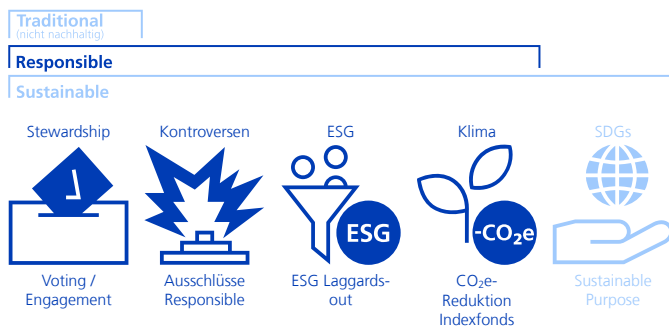 Traditional
(nicht nachhaltig)
Responsible
Sustainable
Stewardship
Kontroversen
ESG
Klima
SDGs
ESG
-CO₂e
Voting /
Engagement
Ausschlüsse
Responsible
ESG Laggards-
out
CO₂e-
Reduktion
Indexfonds
Sustainable
Purpose